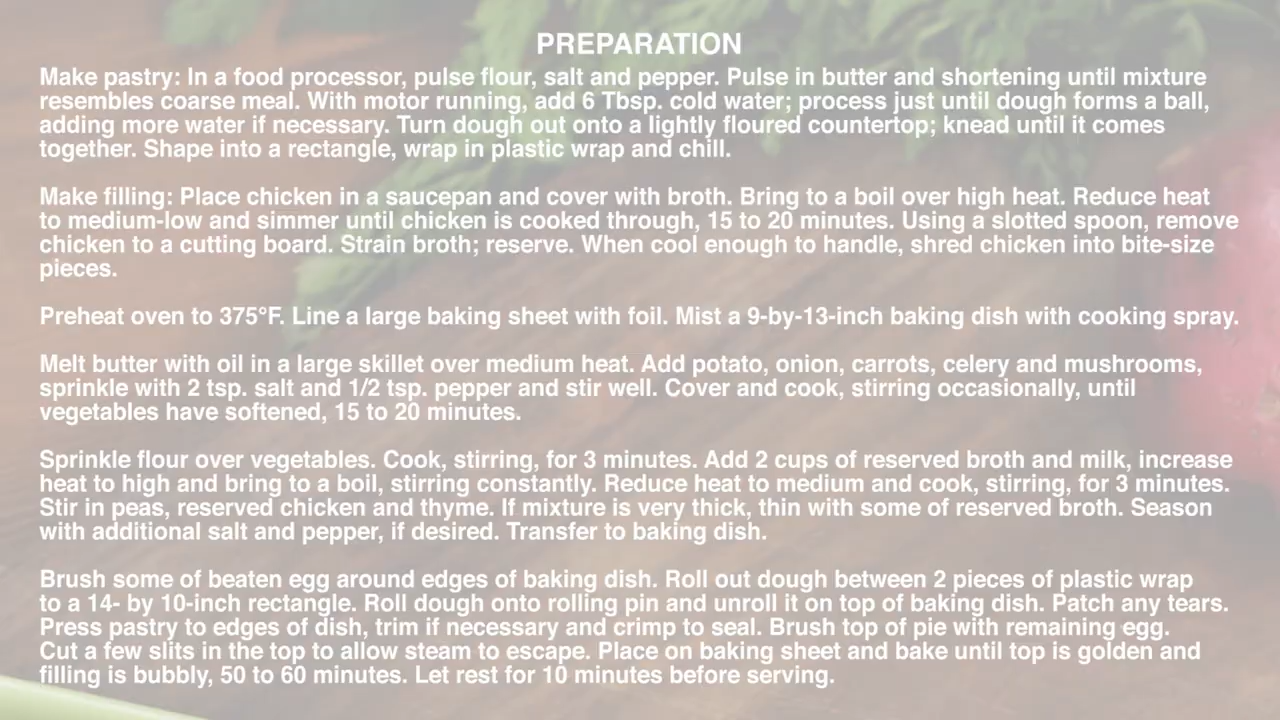 PREPARATION
Make pastry: In a food processor, pulse flour, salt and pepper. Pulse in butter and shortening until mixture
resembles coarse meal. With motor running, add 6 Tbsp. cold water; process just until dough forms a ball,
adding more water if necessary. Turn dough out onto a lightly floured countertop; knead until it comes
together. Shape into a rectangle, wrap in plastic wrap and chill.
Make filling: Place chicken in a saucepan and cover with broth. Bring to a boil over high heat. Reduce heat
to medium-low and simmer until chicken is cooked through, 15 to 20 minutes. Using a slotted spoon, remove
chicken to a cutting board. Strain broth; reserve. When cool enough to handle, shred chicken into bite-size
pieces.
Preheat oven to 375°F. Line a large baking sheet with foil. Mist a 9-by-13-inch baking dish with cooking spray.
Melt butter with oil in a large skillet over medium heat. Add potato, onion, carrots, celery and mushrooms,
sprinkle with 2 tsp. salt and 1/2 tsp. pepper and stir well. Cover and cook, stirring occasionally, until
vegetables have softened, 15 to 20 minutes.
Sprinkle flour over vegetables. Cook, stirring, for 3 minutes. Add 2 cups of reserved broth and milk, increase
heat to high and bring to a boil, stirring constantly. Reduce heat to medium and cook, stirring, for 3 minutes.
Stir in peas, reserved chicken and thyme. If mixture is very thick, thin with some of reserved broth. Season
with additional salt and pepper, if desired. Transfer to baking dish.
Brush some of beaten egg around edges of baking dish. Roll out dough between 2 pieces of plastic wrap
to a 14- by 10-inch rectangle. Roll dough onto rolling pin and unroll it on top of baking dish. Patch any tears.
Press pastry to edges of dish, trim if necessary and crimp to seal. Brush top of pie with remaining egg.
Cut a few slits in the top to allow steam to escape. Place on baking sheet and bake until top is golden and
filling is bubbly, 50 to 60 minutes. Let rest for 10 minutes before serving.